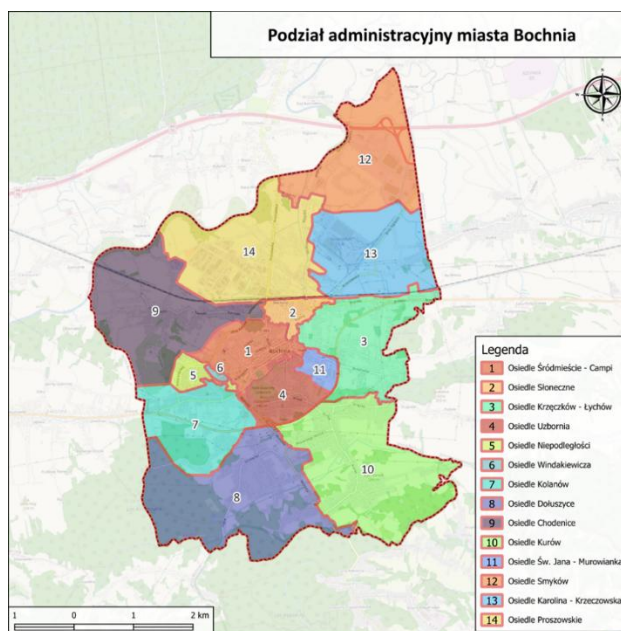 Podział administracyjny miasta Bochnia
12
14
13
2
9
3
1
11
6
5
4
7
10
8
Legenda
1 Osiedle Śródmieście - Campi
2 Osiedle Słoneczne
3 Osiedle Krzęczków - Łychów
4 Osiedle Uzbornia
5 Osiedle Niepodległości
6 Osiedle Windakiewicza
7 Osiedle Kolanów
8 Osiedle Dołuszyce
9 Osiedle Chodenice
10 Osiedle Kurów
11 Osiedle Św. Jana - Murowianka
12 Osiedle Smyków
13 Osiedle Karolina - Krzeczowska
14 Osiedle Proszowskie
1 0 1 2 km